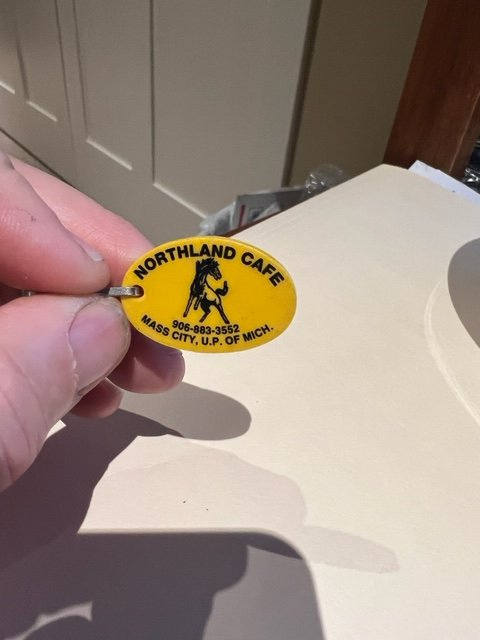 NORTHLAND CAFE
906-883-3552
MASS CITY, U.P. OF MICH.